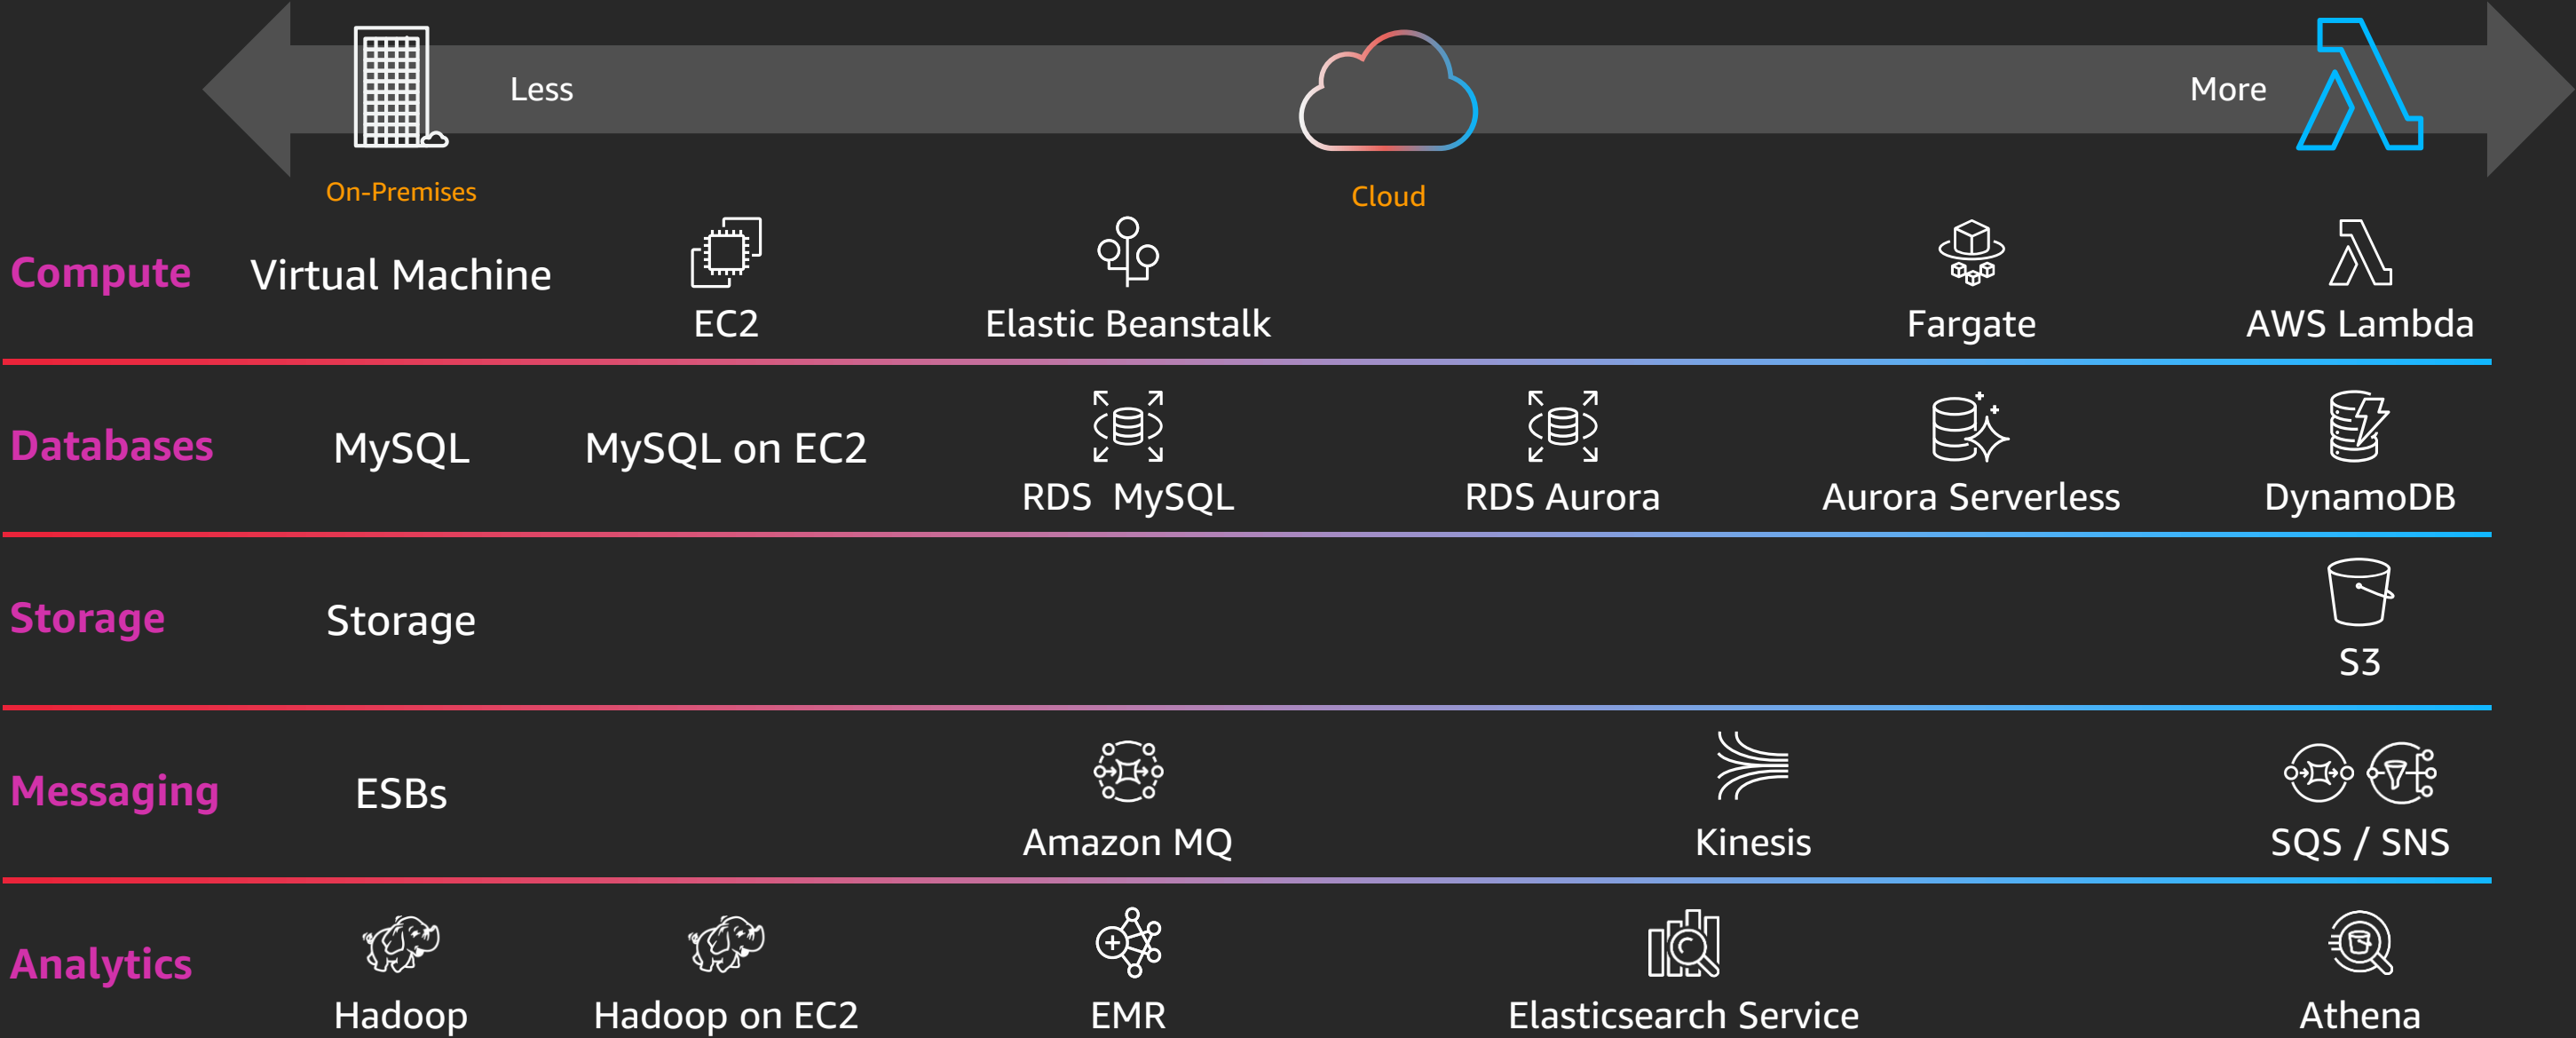 Less
More
On-Premises
Cloud
Compute
Virtual Machine
EC2
Elastic Beanstalk
Fargate
AWS Lambda
Databases
MySQL
MySQL on EC2
RDS MySQL
RDS Aurora
Aurora Serverless
DynamoDB
Storage
Storage
S3
Messaging
ESBs
Amazon MQ
Kinesis
SQS / SNS
Analytics
Hadoop
Hadoop on EC2
EMR
Elasticsearch Service
Athena